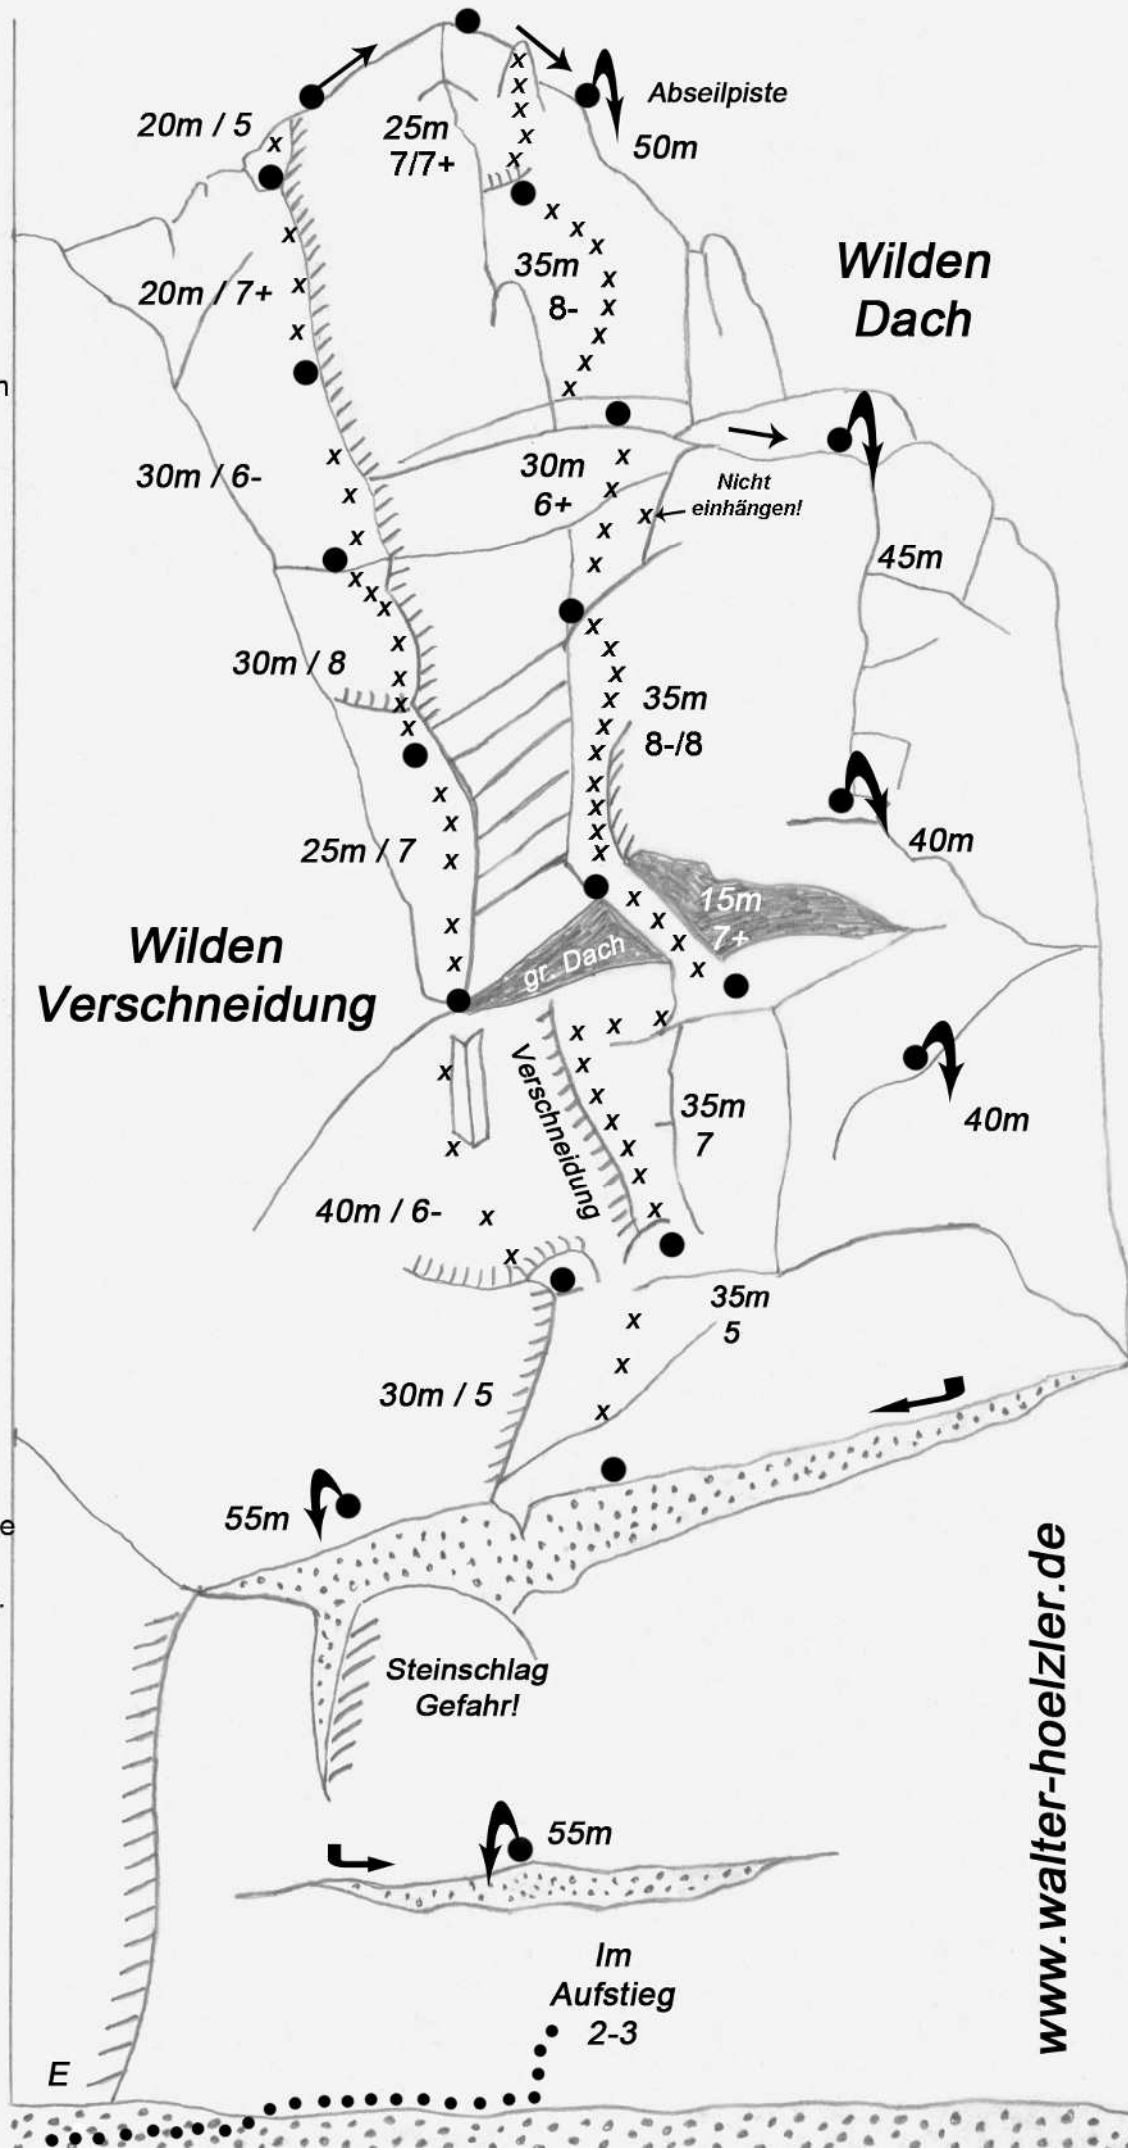 Abseilpiste
50m
20m / 5
25m
7/7+
Wilden
Dach
35m
8-
20m / 7+
n
30m / 6-
30m
6+
Nicht
einhängen!
45m
30m / 8
35m
8-/8
40m
25m / 7
15m
7+
gr. Dach
Wilden
Verschneidung
Verschneidung
35m
7
40m
40m / 6-
35m
5
30m / 5
55m
e
Steinschlag
Gefahr!
55m
Im
Aufstieg
2-3
E
www.walter-hoelzler.de